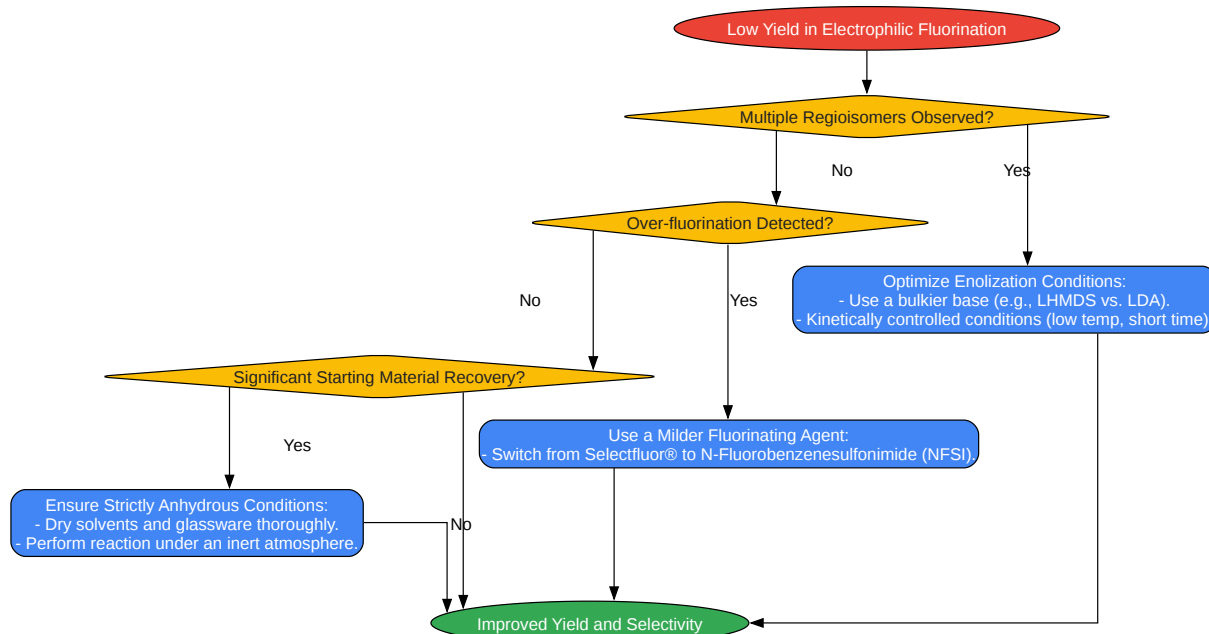 Low Yield in Electrophilic Fluorination
Multiple Regioisomers Observed?
No
Yes
Over-fluorination Detected?
Optimize Enolization Conditions:
- Use a bulkier base (e.g., LHMDS vs. LDA).
- Kinetically controlled conditions (low temp, short time)
No
Yes
Significant Starting Material Recovery?
Use a Milder Fluorinating Agent:
- Switch from Selectfluor® to N-Fluorobenzenesulfonimide (NFSI).
Yes
Ensure Strictly Anhydrous Conditions:
- Dry solvents and glassware thoroughly.
- Perform reaction under an inert atmosphere.
No
Improved Yield and Selectivity